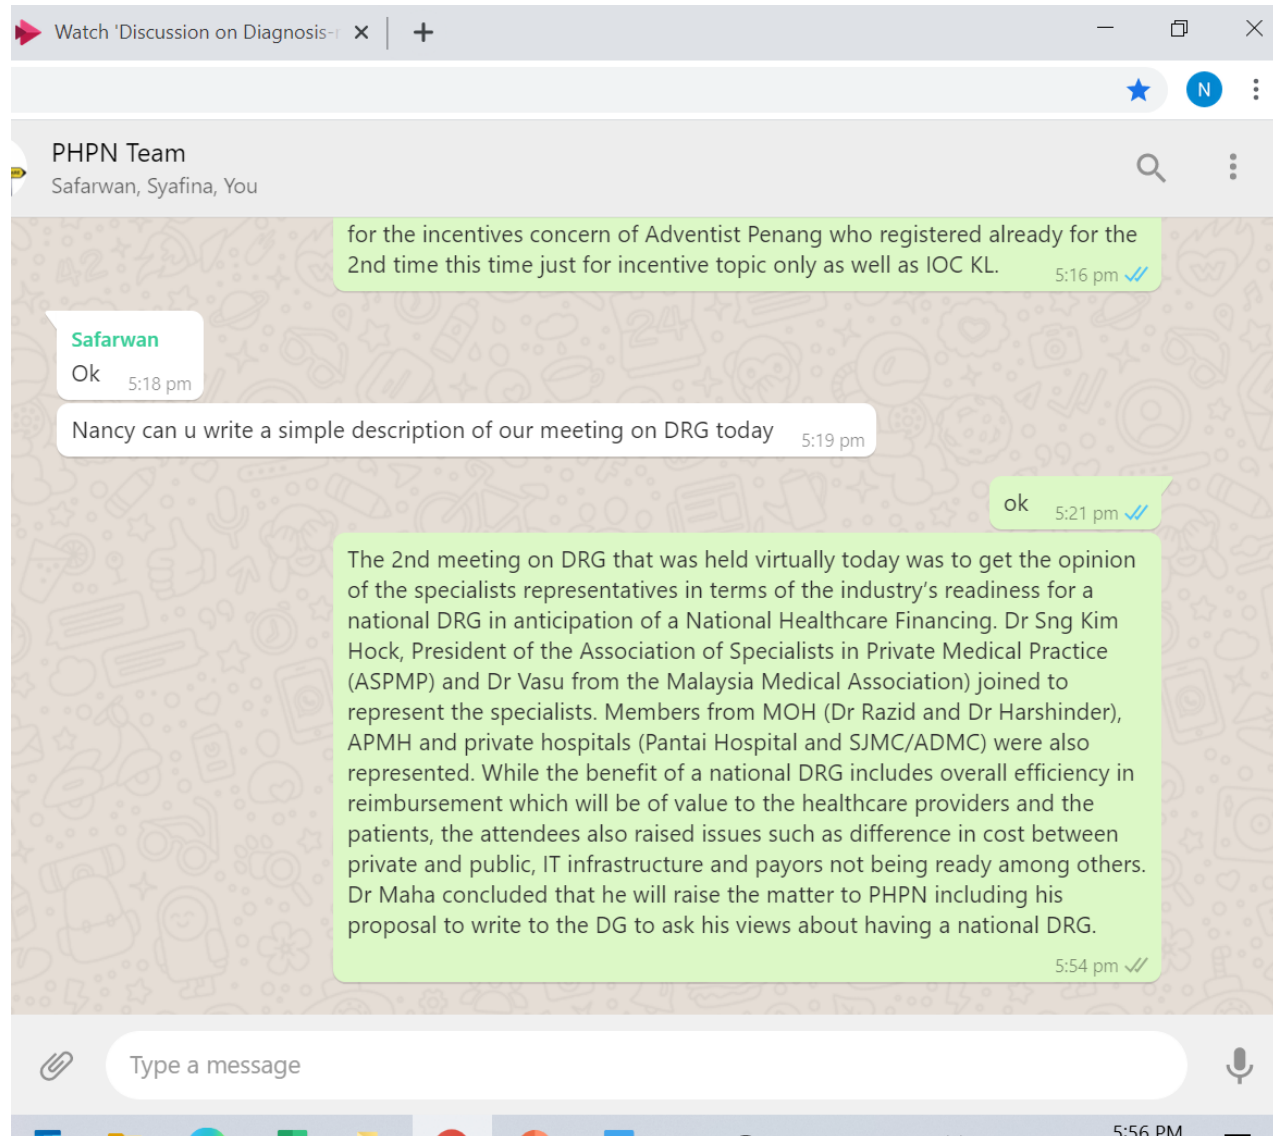 Watch 'Discussion on Diagnosis-
N
PHPN Team
Safarwan, Syafina, You
for the incentives concern of Adventist Penang who registered already for the
2nd time this time just for incentive topic only as well as IOC KL.
5:16 pm
Safarwan
Ok 5:18 pm
Nancy can u write a simple description of our meeting on DRG today 5:19 pm
ok 5:21 pm
The 2nd meeting on DRG that was held virtually today was to get the opinion
of the specialists representatives in terms of the industry's readiness for a
national DRG in anticipation of a National Healthcare Financing. Dr Sng Kim
Hock, President of the Association of Specialists in Private Medical Practice
(ASPMP) and Dr Vasu from the Malaysia Medical Association) joined to
represent the specialists. Members from MOH (Dr Razid and Dr Harshinder),
APMH and private hospitals (Pantai Hospital and SJMC/ADMC) were also
represented. While the benefit of a national DRG includes overall efficiency in
reimbursement which will be of value to the healthcare providers and the
patients, the attendees also raised issues such as difference in cost between
private and public, IT infrastructure and payors not being ready among others.
Dr Maha concluded that he will raise the matter to PHPN including his
proposal to write to the DG to ask his views about having a national DRG.
5:54 pm
Type a message
5:56 PM